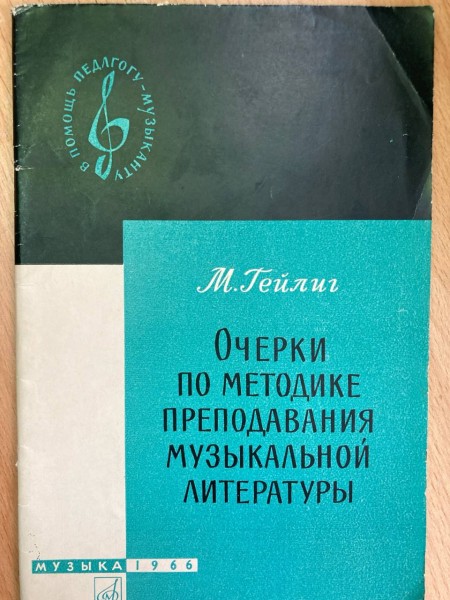 В ПОМОЩЬ ПЕДАГОГУ-МУЗЫКАНТУ
М. Гейлиг
ОЧЕРКИ
ПО МЕТОДИКЕ
ПРЕПОДАВАНИЯ
МУЗЫКАЛЬНОЙ
ЛИТЕРАТУРЫ
МУЗЫКА 1966